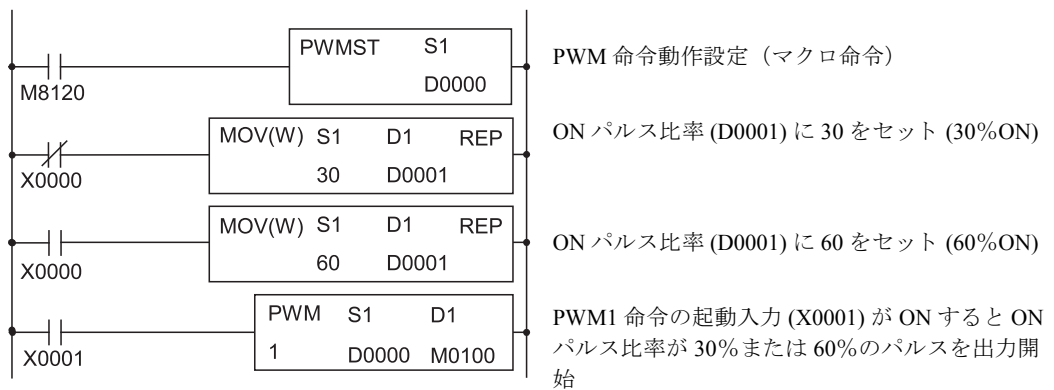 PWMST S1
D0000
M8120
PWM 命令動作設定（マクロ命令）
MOV(W) S1 D1 REP
30 D0001
X0000
ON パルス比率 (D0001) に 30 をセット (30%ON)
MOV(W) S1 D1 REP
60 D0001
X0000
ON パルス比率 (D0001) に 60 をセット (60%ON)
PWM S1 D1
1 D0000 M0100
X0001
PWM1 命令の起動入力 (X0001) が ON すると ON
パルス比率が 30%または 60%のパルスを出力開
始